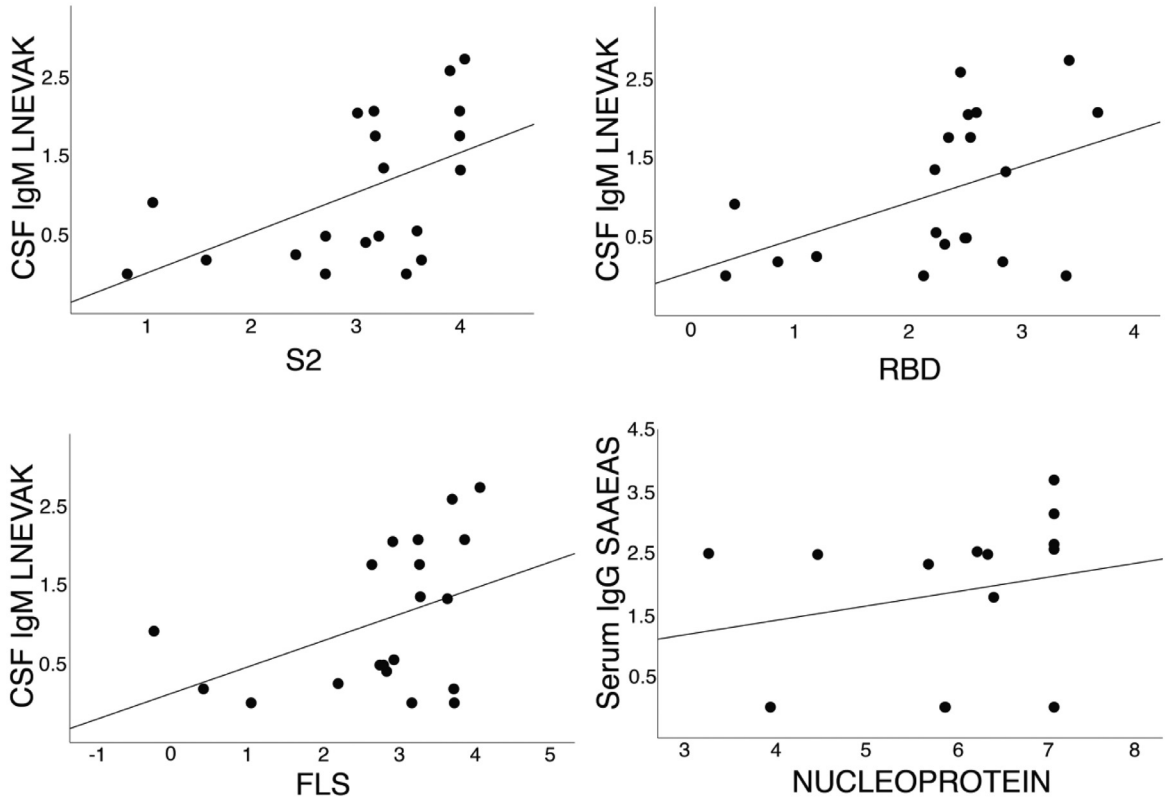 CSF IgM LNEVAK
2.5
1.5
0.5
1 2 3 4
S2
CSF IgM LNEVAK
2.5
1.5
0.5
0 1 2 3 4
RBD
CSF IgM LNEVAK
2.5
1.5
0.5
-1 0 1 2 3 4 5
FLS
Serum IgG SAAEAS
4.5
3.5
2.5
1.5
0.5
3 4 5 6 7 8
NUCLEOPROTEIN